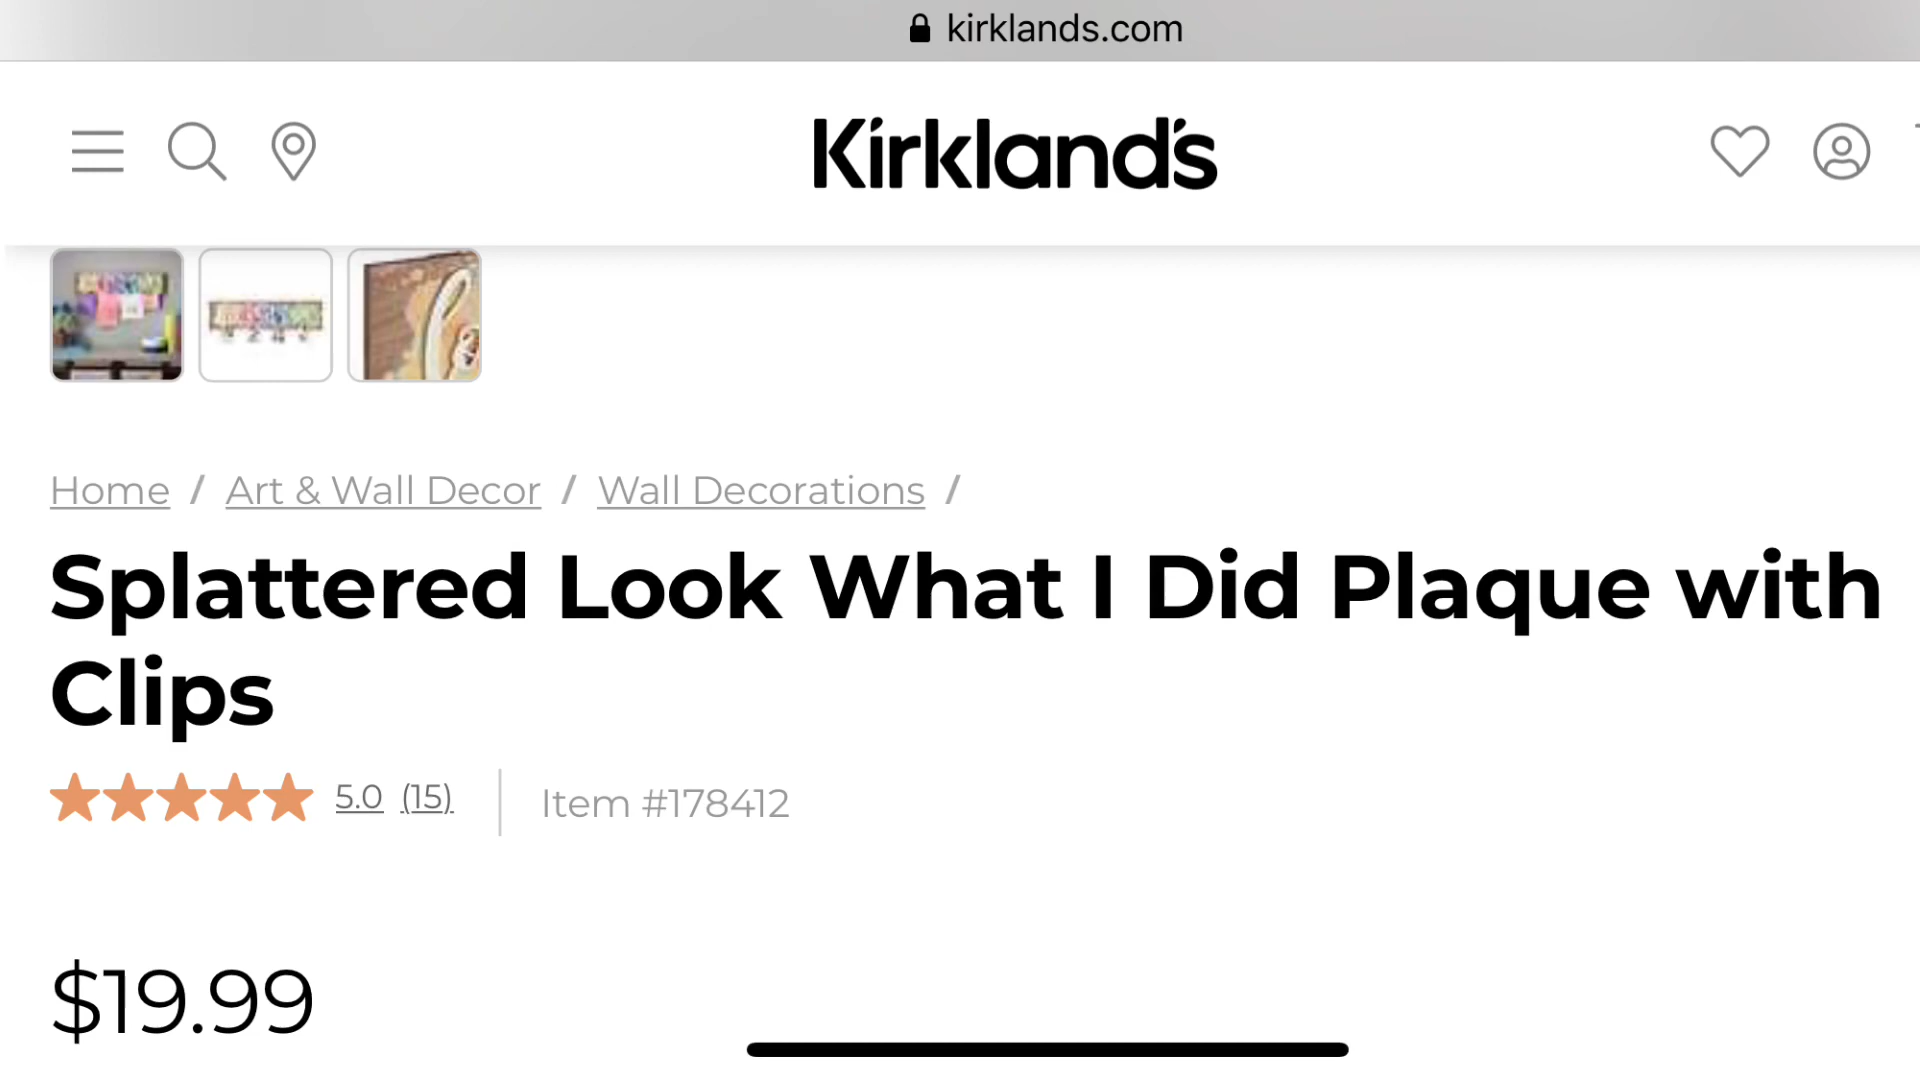 kirklands.com
Kirkland's
Home / Art & Wall Decor / Wall Decorations /
Splattered Look What I Did Plaque with
Clips
5.0 (15) Item #178412
$19.99